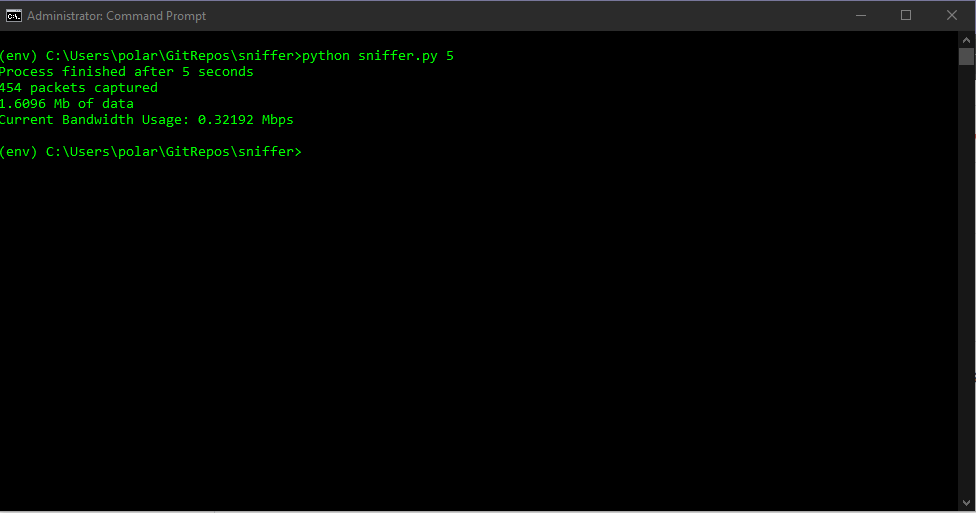 Administrator: Command Prompt
(env) C:\Users\polar\GitRepos\sniffer>python sniffer.py 5
Process finished after 5 seconds
454 packets captured
1.6096 Mb of data
Current Bandwidth Usage: 0.32192 Mbps
(env) C:\Users\polar\GitRepos\sniffer>